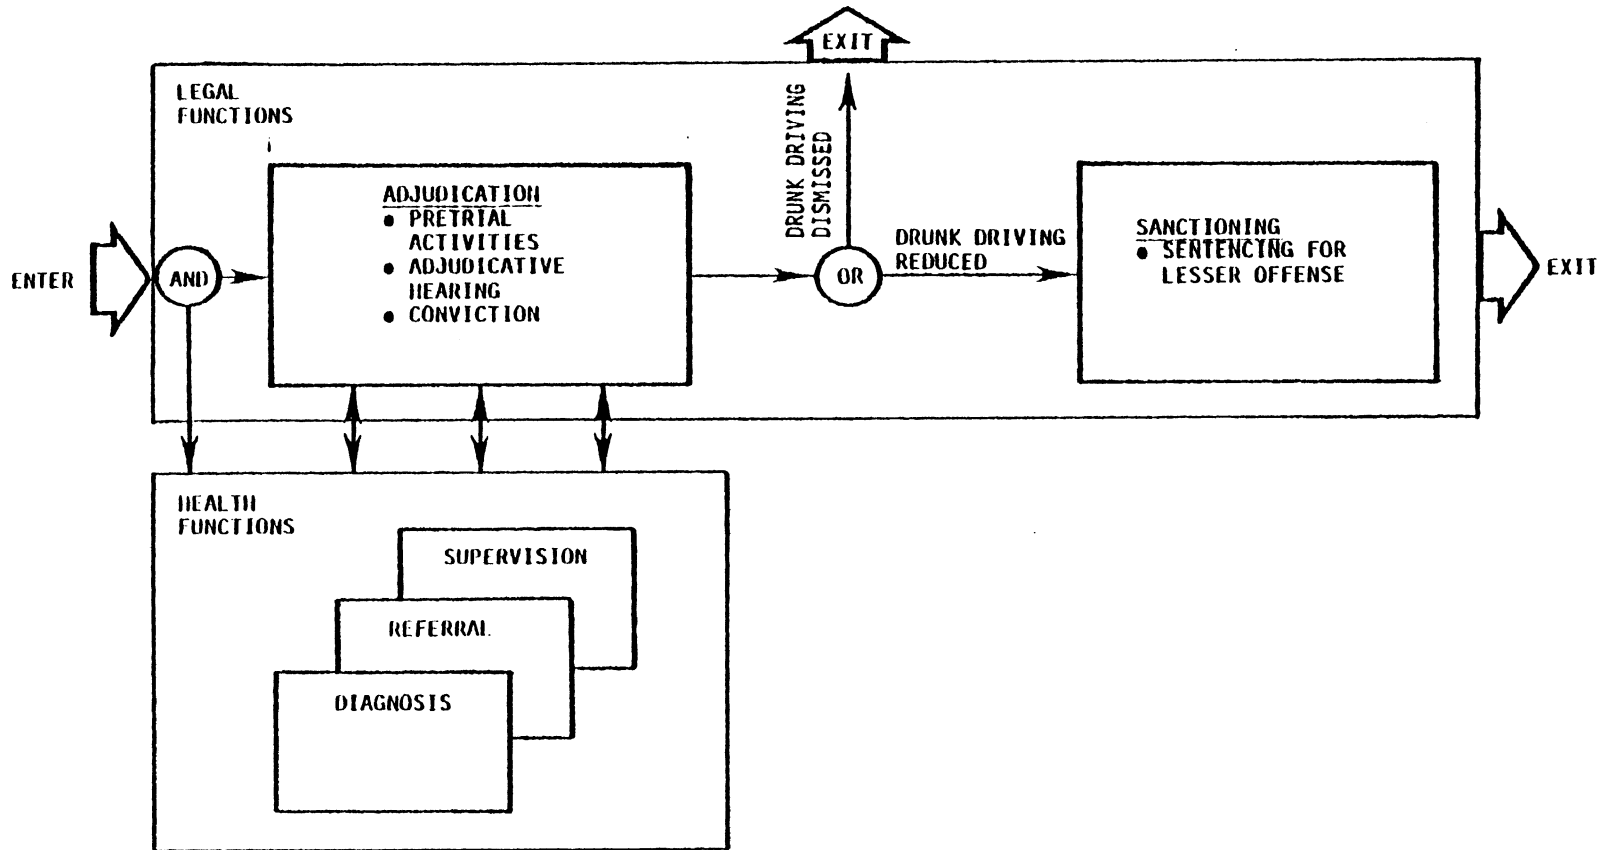 EXIT
LEGAL
FUNCTIONS
DRUNK DRIVING
DISMISSED
ADJUDICATION
• PRETRIAL
ACTIVITIES
• ADJUDICATIVE
HEARING
• CONVICTION
SANCTIONING
• SENTENCING FOR
LESSER OFFENSE
DRUNK DRIVING
REDUCED
ENTER
AND
OR
EXIT
HEALTH
FUNCTIONS
SUPERVISION
REFERRAL
DIAGNOSIS